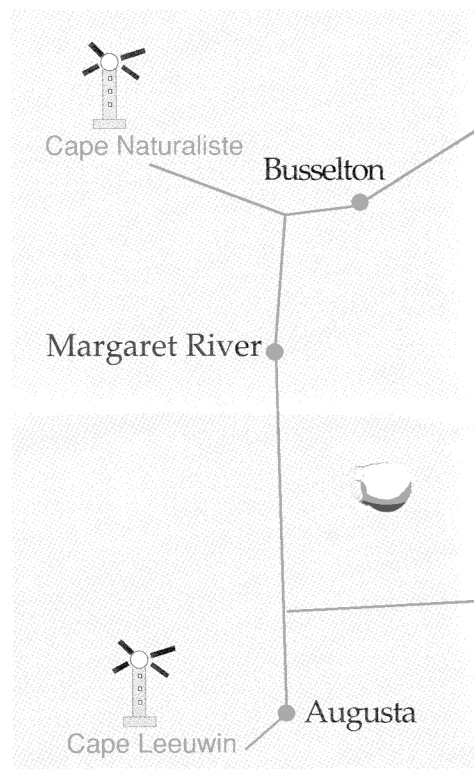 Cape Naturaliste
Busselton
Margaret River
Augusta
Cape Leeuwin